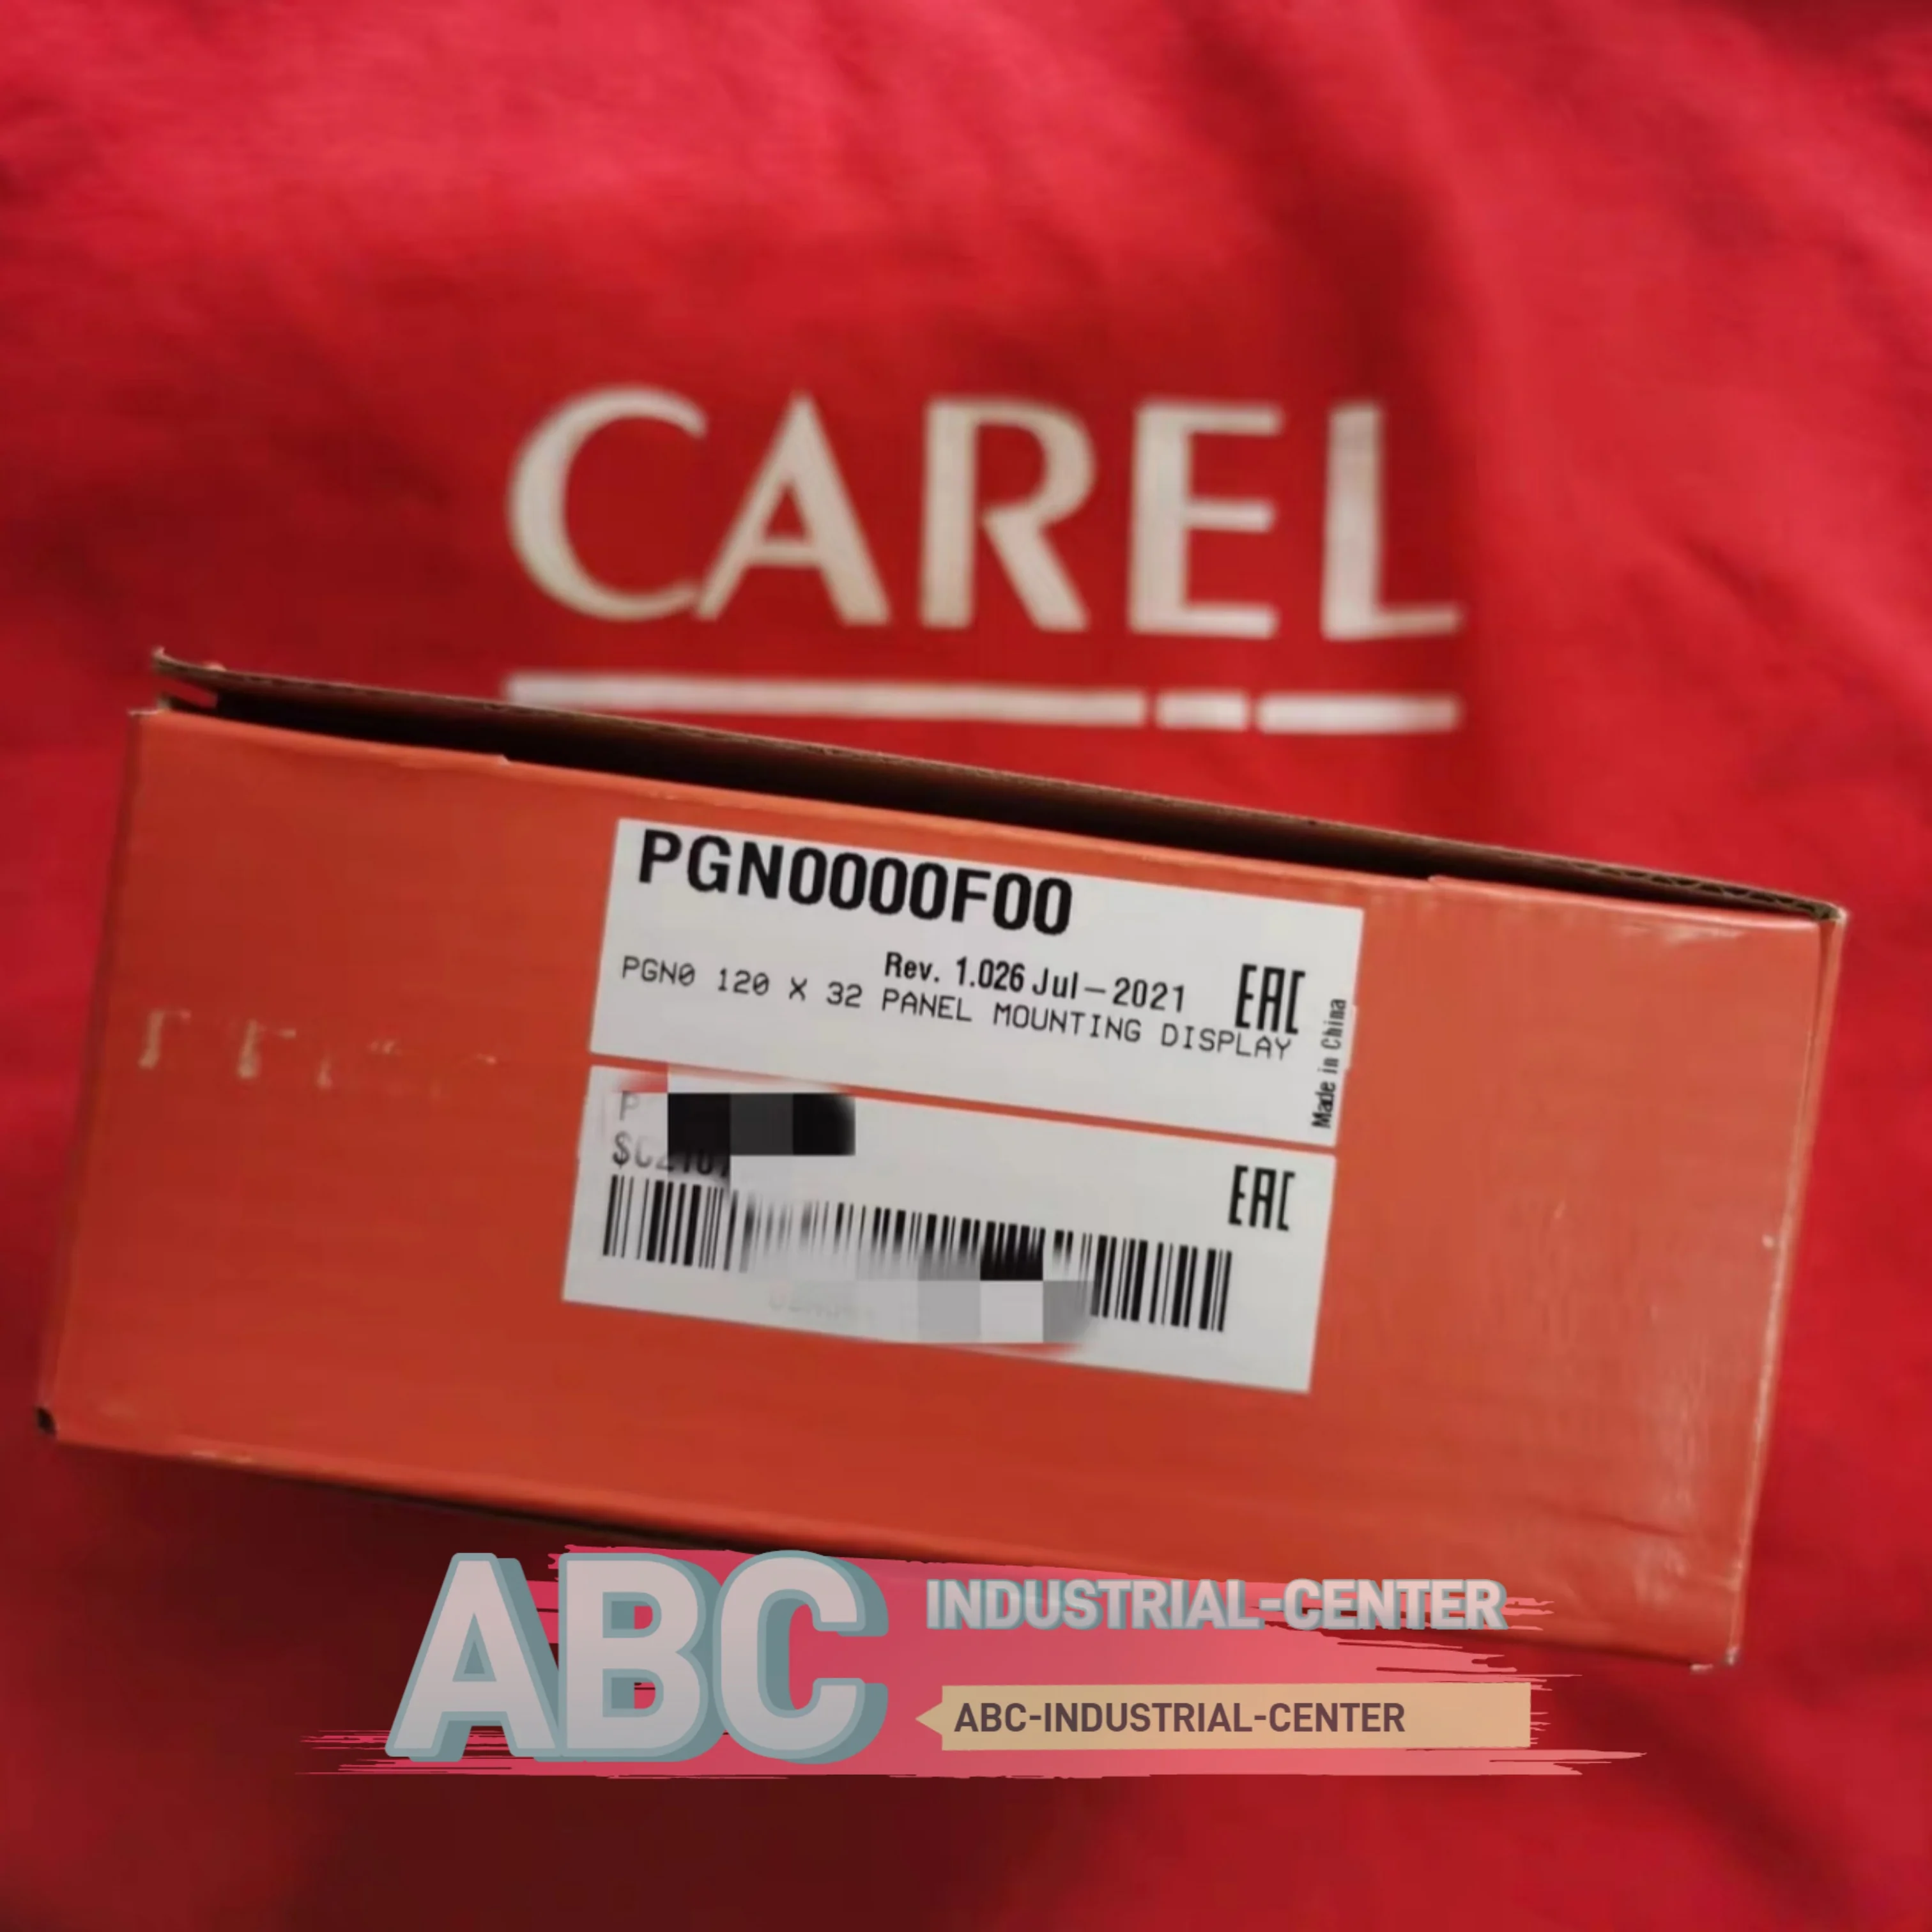 CAREL
PGN0000F00
Rev. 1.026 Jul-2021
PGN0 120 X 32 PANEL MOUNTING DISPLAY
EAC
Made in China
P
EAC
ABC
INDUSTRIAL-CENTER
ABC-INDUSTRIAL-CENTER